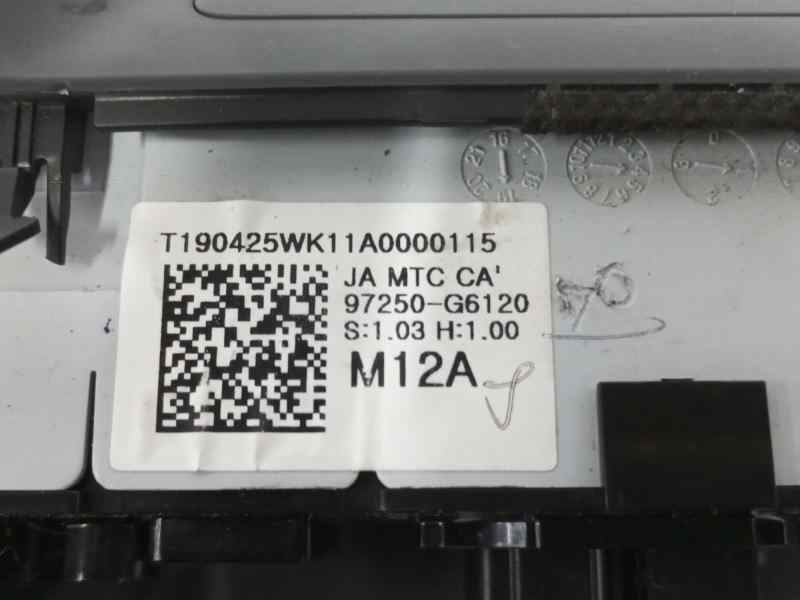 T190425WK11A0000115
JA MTC CA'
97250-G6120
S:1.03 H:1.00
M12A